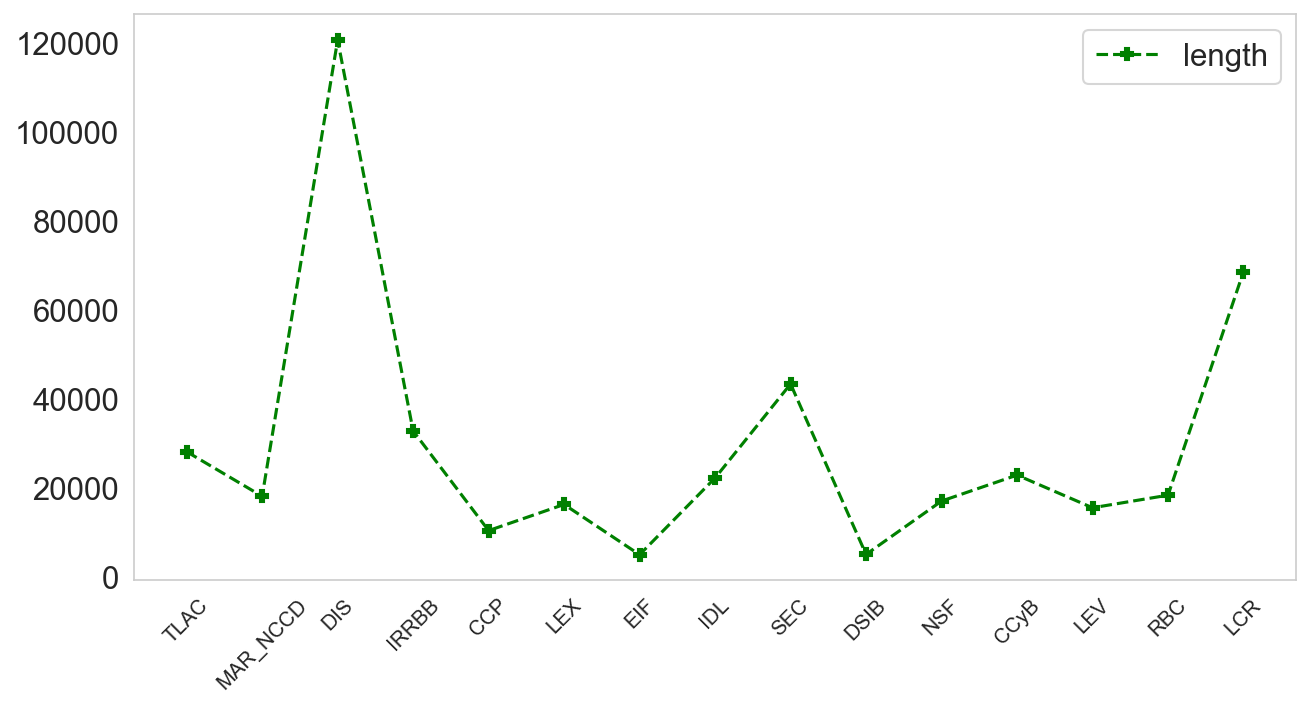 120000
100000
80000
60000
40000
20000
0
length
TLAC
MAR_NCCD
DIS
IRRBB
CCP
LEX
EIF
IDL
SEC
DSIB
NSF
CCyB
LEV
RBC
LCR